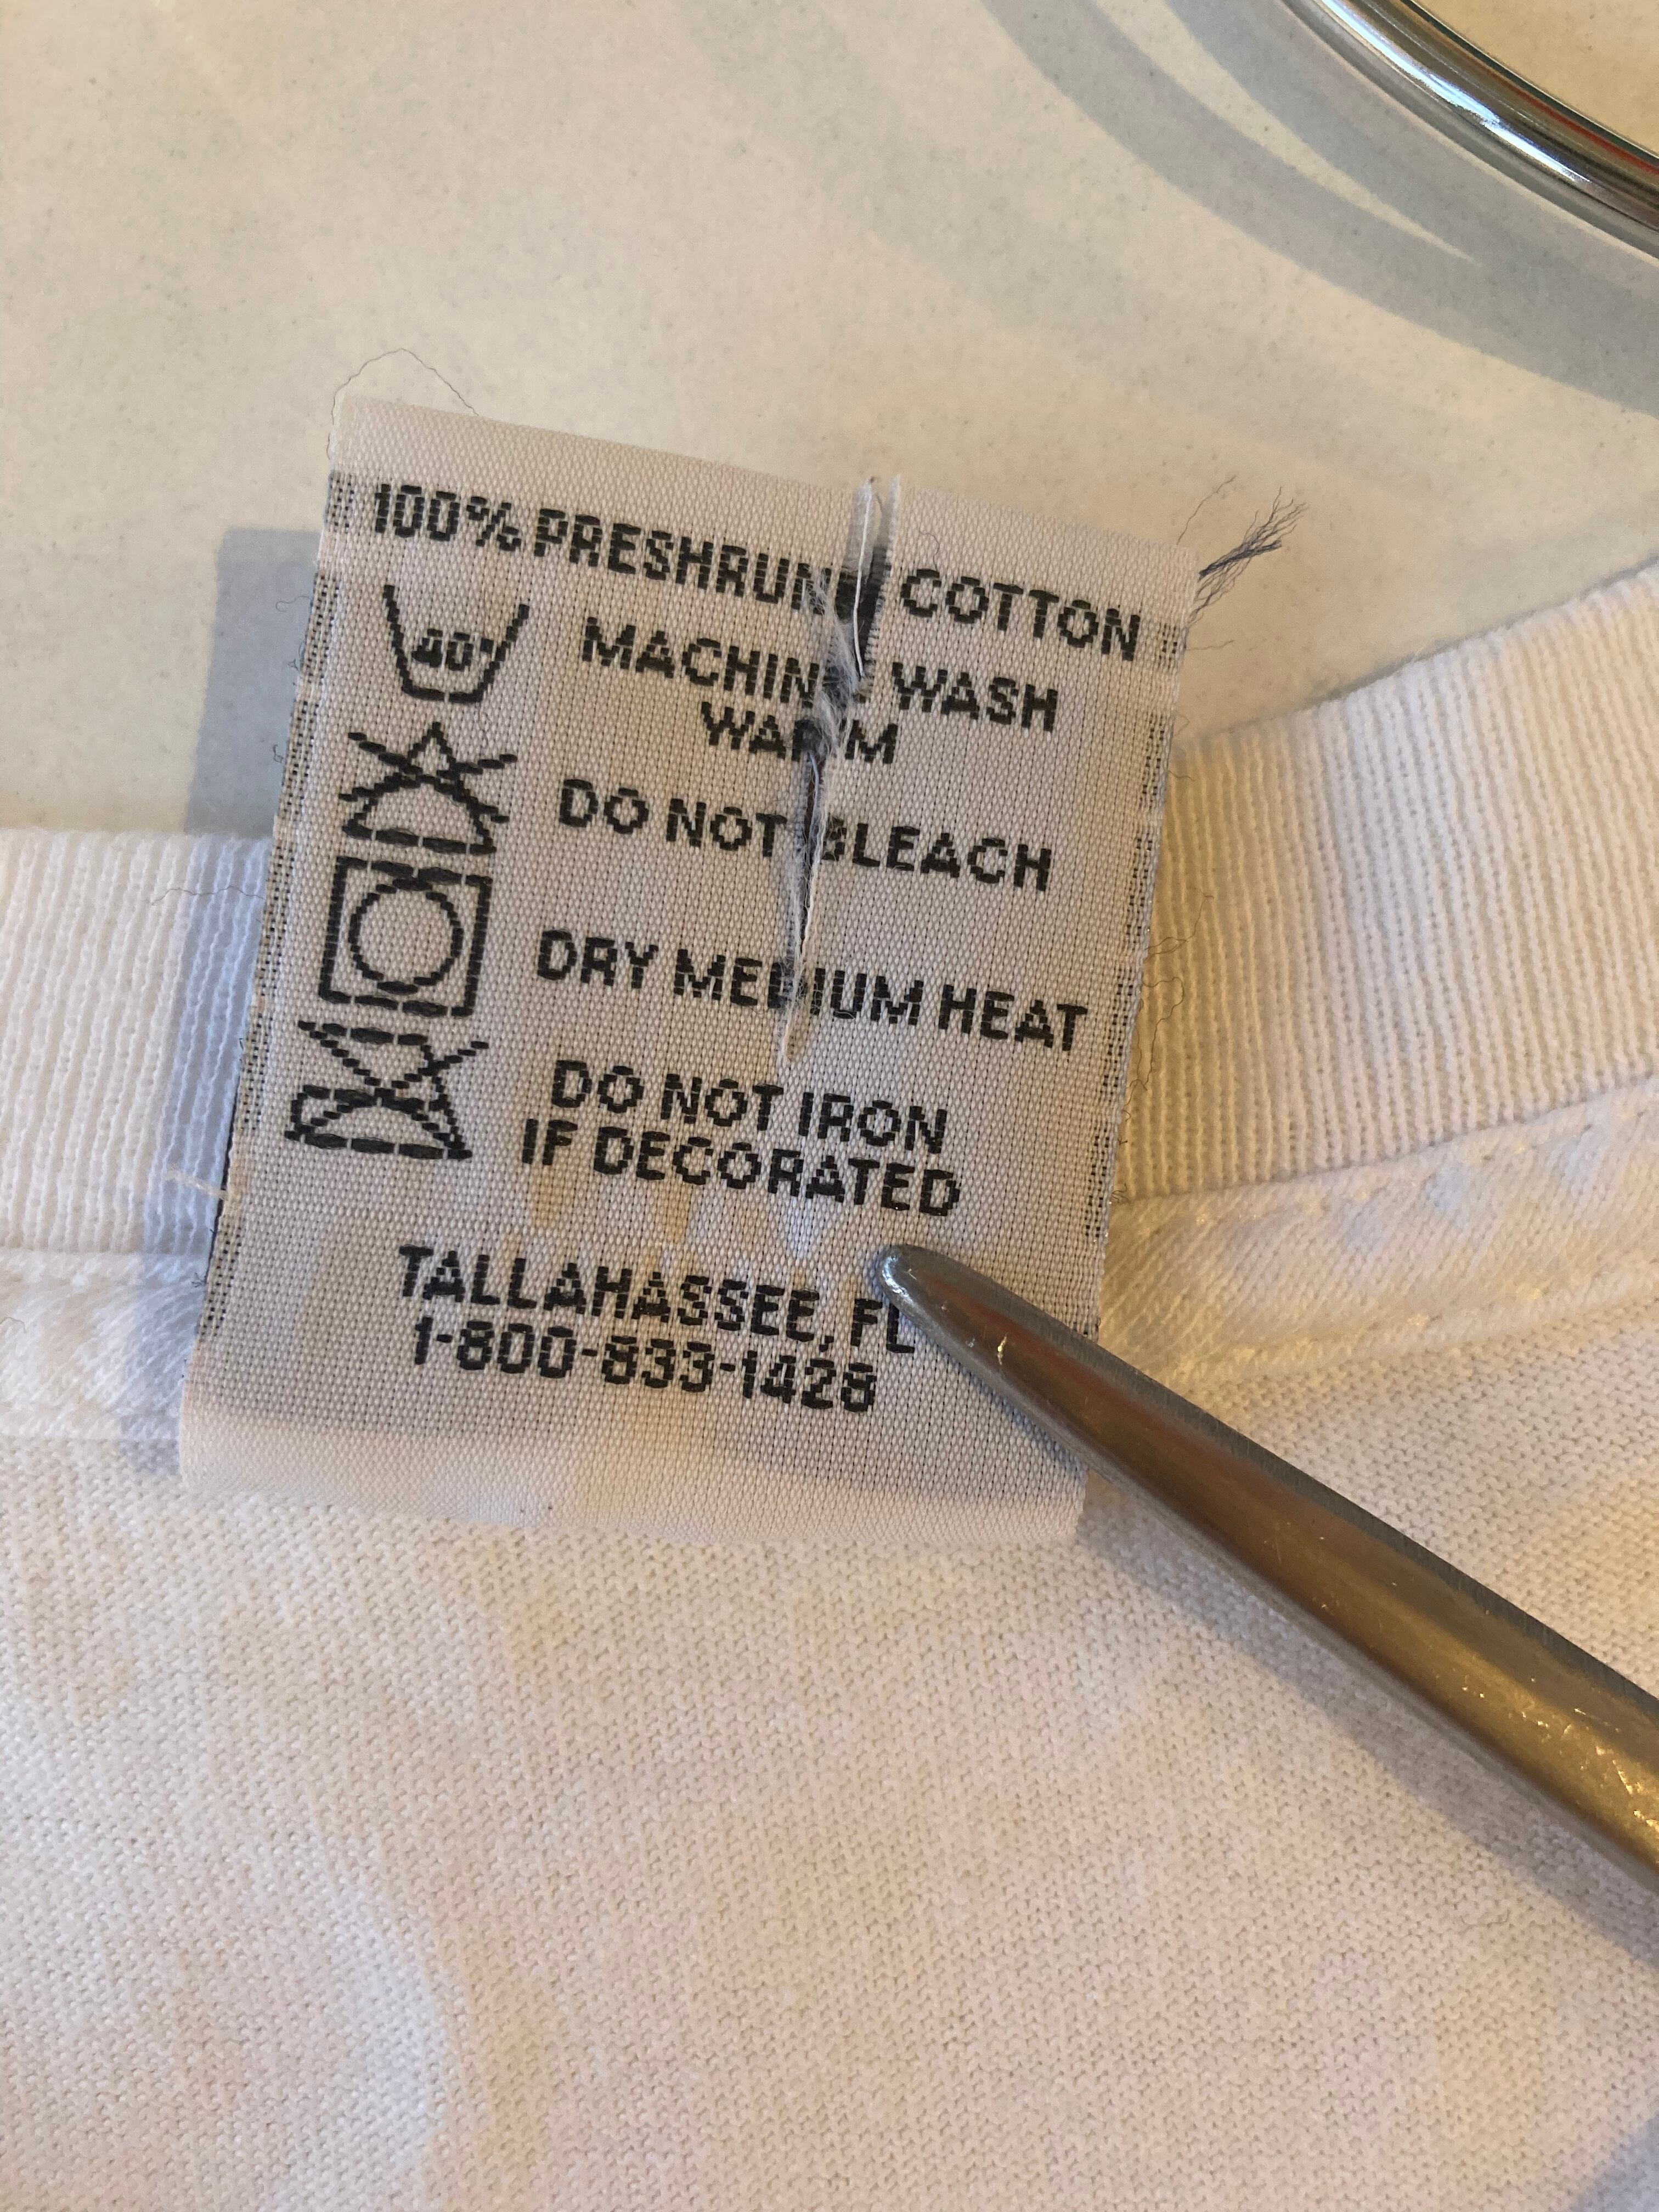 100% PRESHRUNK COTTON
40°
MACHINE WASH
WARM
DO NOT BLEACH
DRY MEDIUM HEAT
DO NOT IRON
IF DECORATED
TALLAHASSEE, FL
1-800-833-1428